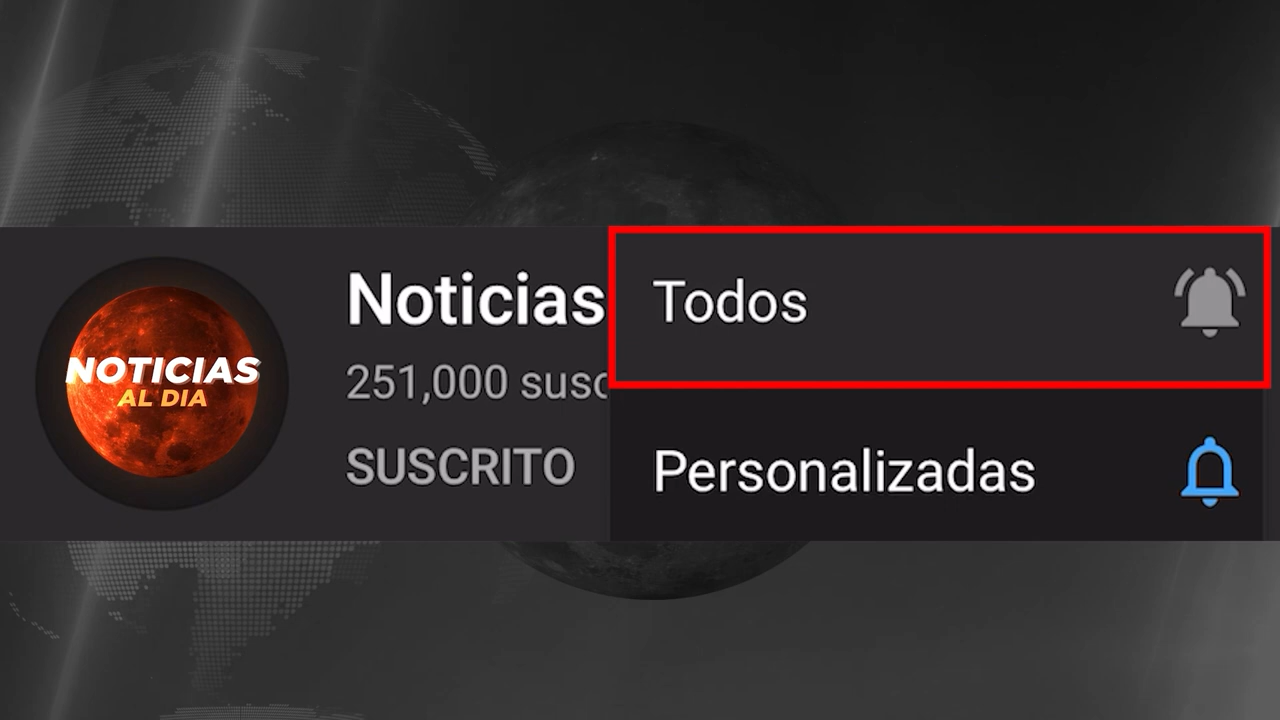 NOTICIAS
AL DIA
Noticias
251,000 susc
SUSCRITO
Todos
Personalizadas